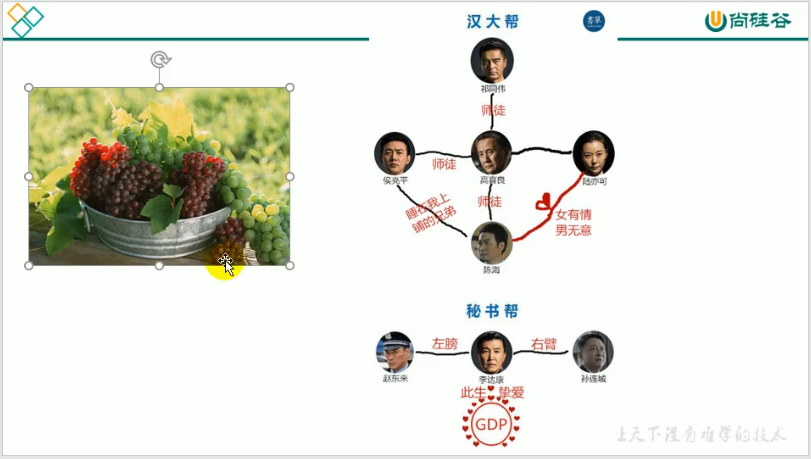 汉大帮
書單
尚硅谷
祁同伟
师徒
师徒
侯亮平
高育良
陆亦可
师徒
睡在我上
铺的兄弟
女有情
男无意
陈海
秘书帮
左膀
右臂
赵东来
李达康
孙连城
此生 挚爱
GDP
让天下没有难学的技术